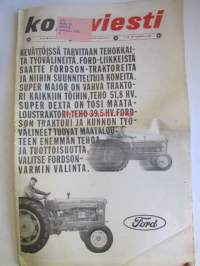 koneviesti
KEVÄTTÖISSÄ TARVITAAN TEHOKKAI-
TA TYÖVÄLINEITÄ. FORD-LIIKKEISTÄ
SAATTE FORDSON-TRAKTOREITA
JA NIIHIN SUUNNITELTUJA KONEITA.
SUPER MAJOR ON VAHVA TRAKTO-
RI KAIKKIIN TÖIHIN, TEHO 51,8 HV.
SUPER DEXTA ON TOSI MAATA-
LOUSTRAKTORI, TEHO 39,5 HV. FORD-
SON TRAKTORI JA KUNNON TYÖ-
VÄLINEET TUOVAT MAATALOU-
TEEN ENEMMÄN TEHOA
JA TUOTTOISUUTTA.
VALITSE FORDSON-
VARMIN VALINTA.
Ford